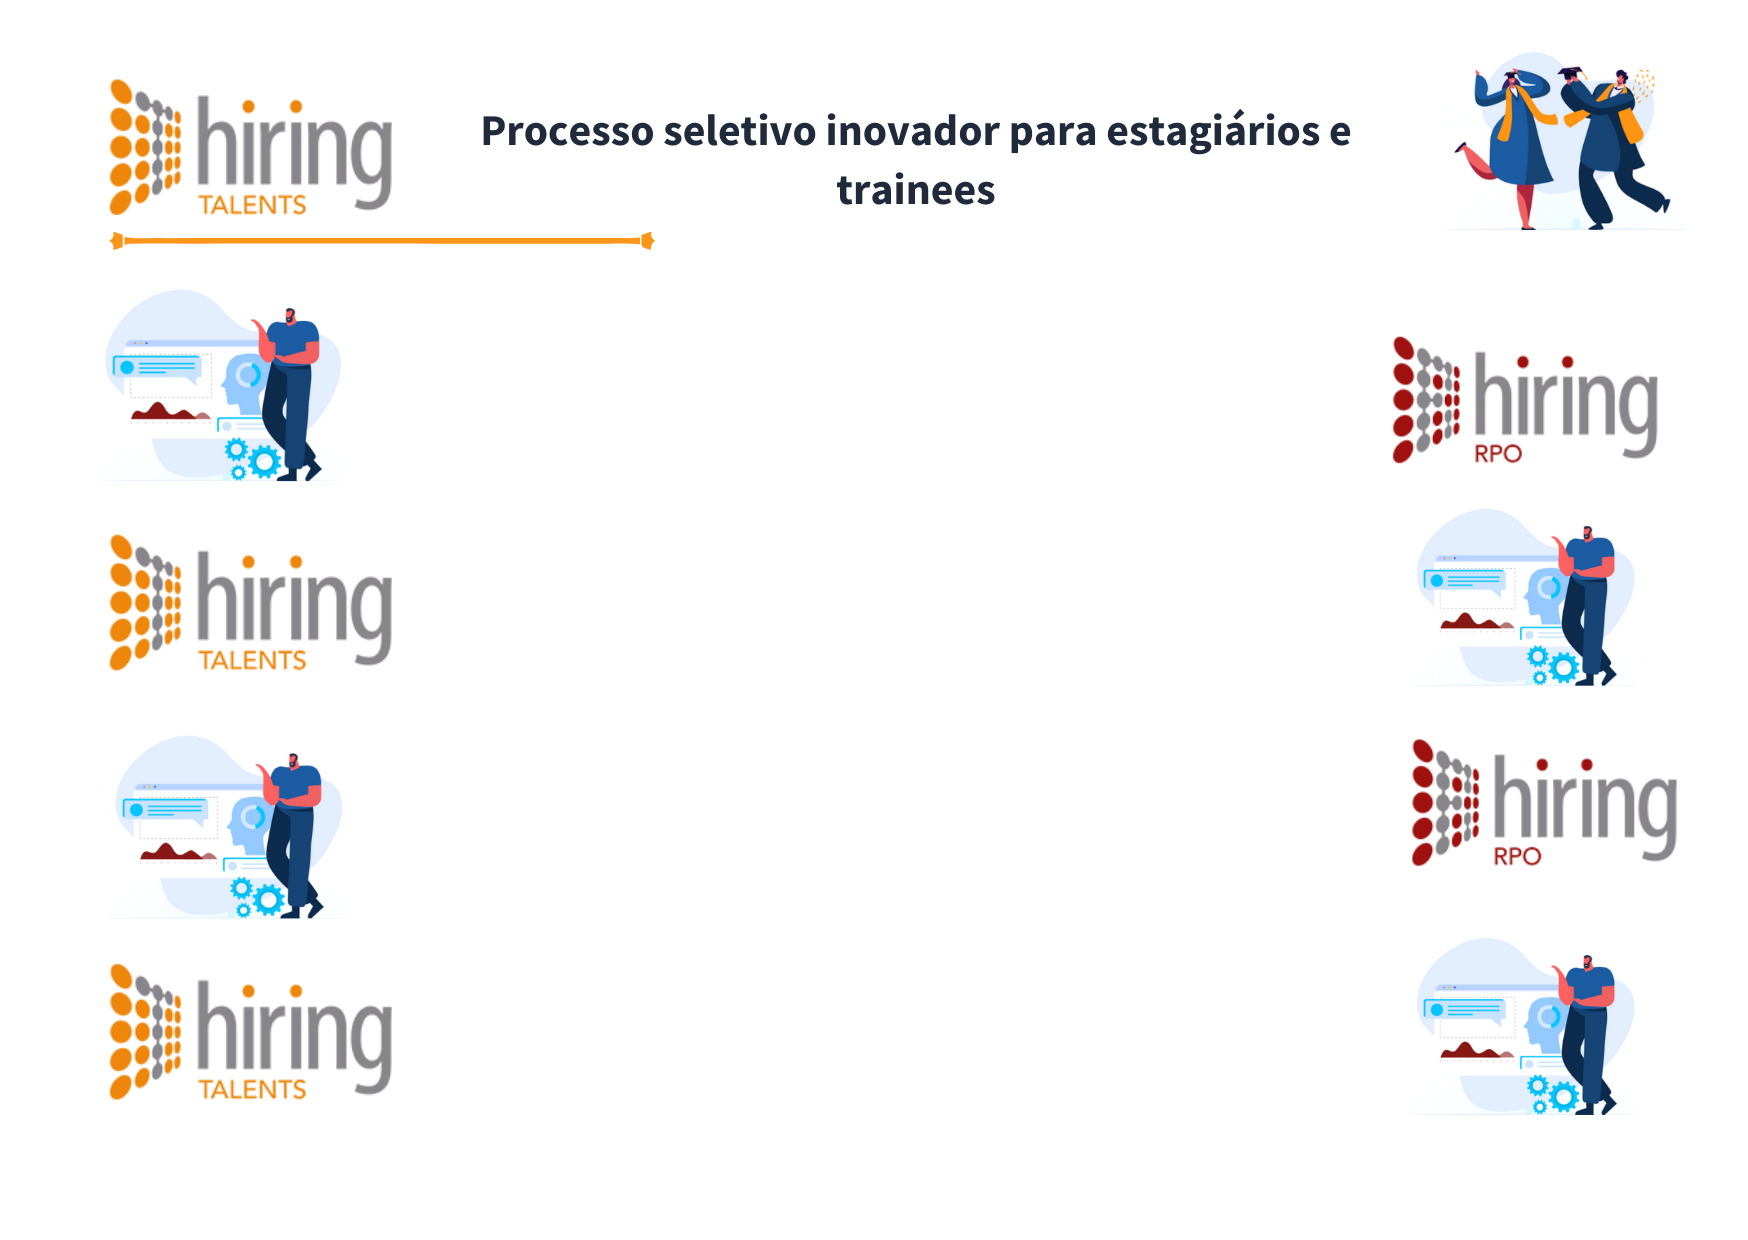 hiring
TALENTS
Processo seletivo inovador para estagiários e
trainees
hiring
RPO
hiring
TALENTS
hiring
RPO
hiring
TALENTS